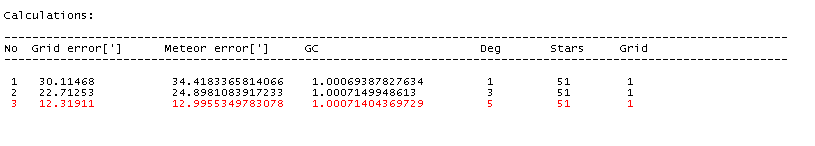 Calculations:
No Grid error['] Meteor error['] GC Deg Stars Grid
1 30.11468 34.4183365814066 1.00069387827634 1 51 1
2 22.71253 24.8981083917233 1.0007149948613 3 51 1
3 12.31911 12.9955349783078 1.00071404369729 5 51 1